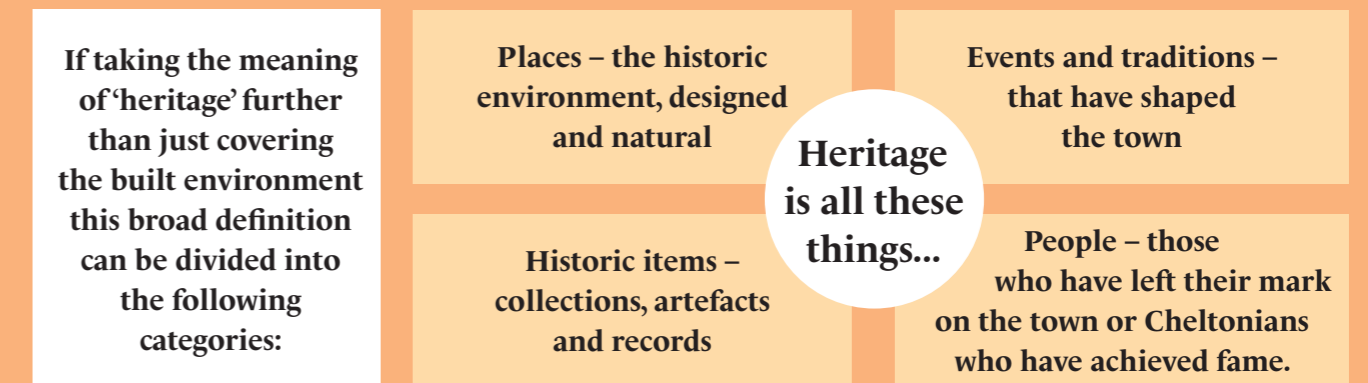 If taking the meaning
of ‘heritage’ further
than just covering
the built environment
this broad definition
can be divided into
the following
categories:
Places – the historic
environment, designed
and natural
Events and traditions –
that have shaped
the town
Heritage
is all these
things...
Historic items –
collections, artefacts
and records
People – those
who have left their mark
on the town or Cheltonians
who have achieved fame.